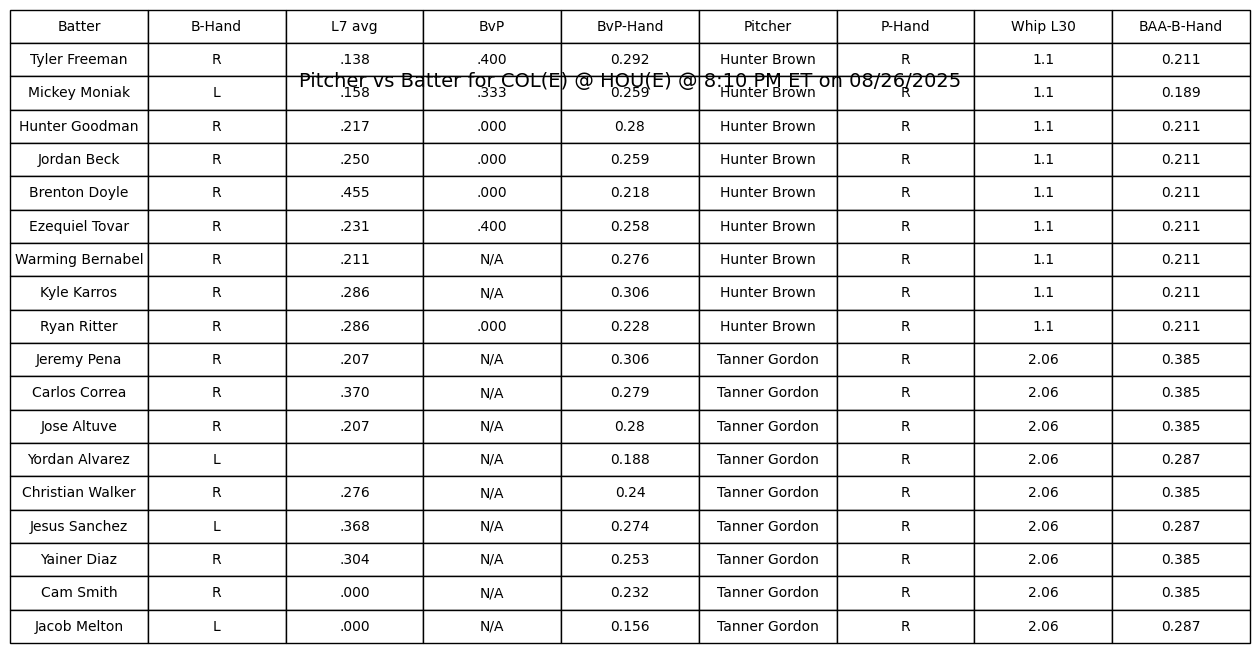 Batter B-Hand L7 avg BvP BvP-Hand Pitcher P-Hand Whip L30 BAA-B-Hand
Tyler Freeman R .138 .400 0.292 Hunter Brown R 1.1 0.211
Pitcher vs Batter for COL(E) @ HOU(E) @ 8:10 PM ET on 08/26/2025
Mickey Moniak L .158 .333 0.259 Hunter Brown R 1.1 0.189
Hunter Goodman R .217 .000 0.28 Hunter Brown R 1.1 0.211
Jordan Beck R .250 .000 0.259 Hunter Brown R 1.1 0.211
Brenton Doyle R .455 .000 0.218 Hunter Brown R 1.1 0.211
Ezequiel Tovar R .231 .400 0.258 Hunter Brown R 1.1 0.211
Warming Bernabel R .211 N/A 0.276 Hunter Brown R 1.1 0.211
Kyle Karros R .286 N/A 0.306 Hunter Brown R 1.1 0.211
Ryan Ritter R .286 .000 0.228 Hunter Brown R 1.1 0.211
Jeremy Pena R .207 N/A 0.306 Tanner Gordon R 2.06 0.385
Carlos Correa R .370 N/A 0.279 Tanner Gordon R 2.06 0.385
Jose Altuve R .207 N/A 0.28 Tanner Gordon R 2.06 0.385
Yordan Alvarez L N/A 0.188 Tanner Gordon R 2.06 0.287
Christian Walker R .276 N/A 0.24 Tanner Gordon R 2.06 0.385
Jesus Sanchez L .368 N/A 0.274 Tanner Gordon R 2.06 0.287
Yainer Diaz R .304 N/A 0.253 Tanner Gordon R 2.06 0.385
Cam Smith R .000 N/A 0.232 Tanner Gordon R 2.06 0.385
Jacob Melton L .000 N/A 0.156 Tanner Gordon R 2.06 0.287